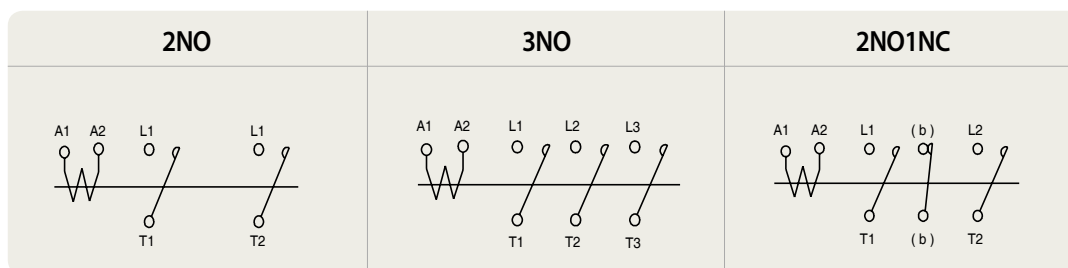 2NO
3NO
2NO1NC
A1 A2 L1 L1
T1 T2
A1 A2 L1 L2 L3
T1 T2 T3
A1 A2 L1 (b) L2
T1 (b) T2